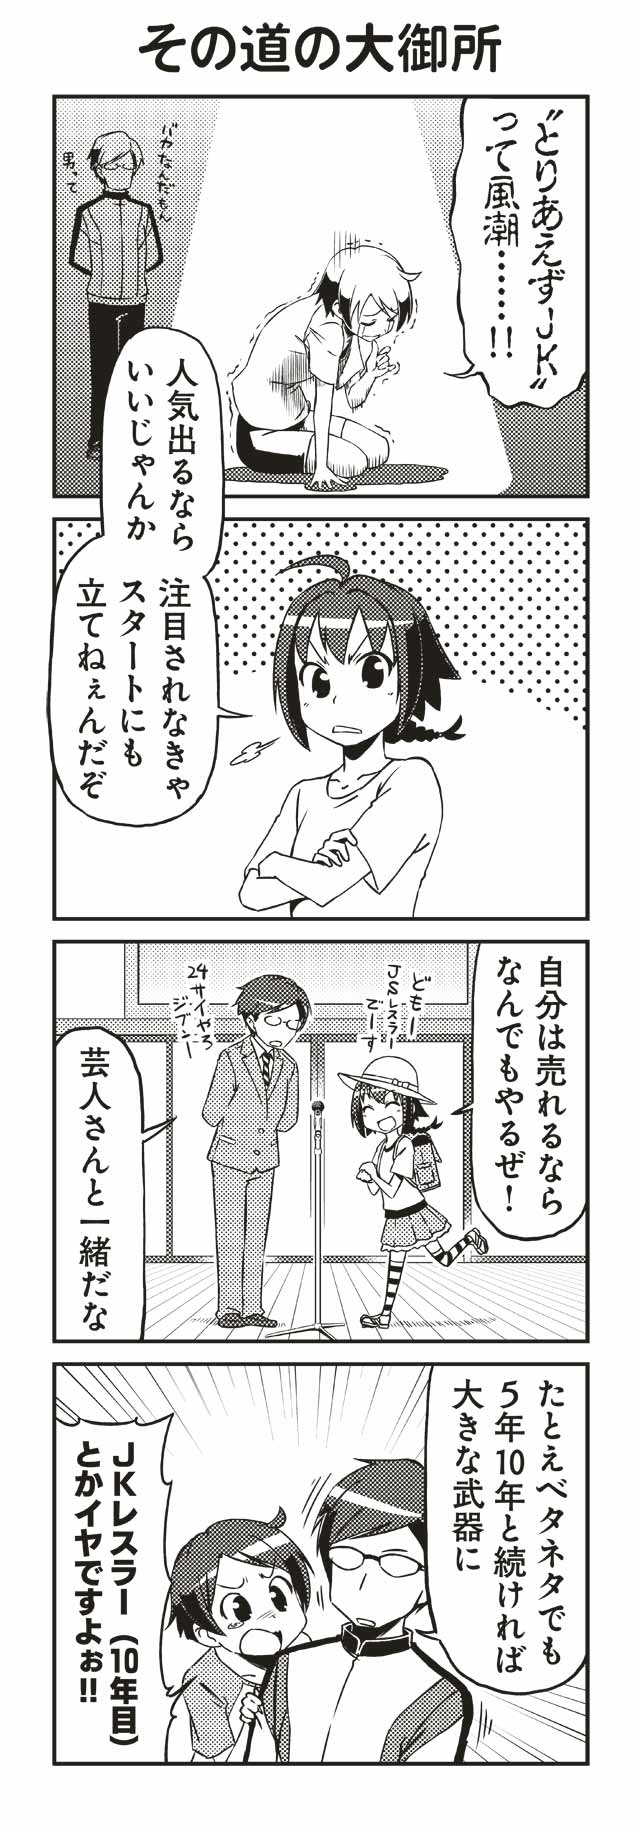 その道の大御所
〝とりあえずJK〟
って風潮……!!
バカなんだもん
男って
人気出るなら
いいじゃんか
注目されなきゃ
スタートにも
立てねぇんだぞ
自分は売れるなら
なんでもやるぜ!
どもー
JSレスラー
でーす
24サイやろ
ジブンー
芸人さんと一緒だな
たとえベタネタでも
5年10年と続ければ
大きな武器に
JKレスラー(10年目)
とかイヤですよぉ!!